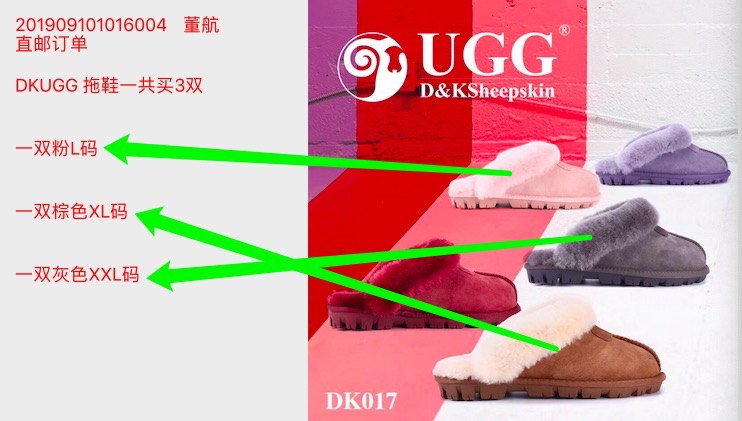 201909101016004 董航
直邮订单
DKUGG 拖鞋一共买3双
一双粉L码
一双棕色XL码
一双灰色XXL码
UGG®
D&KSheepskin
DK017